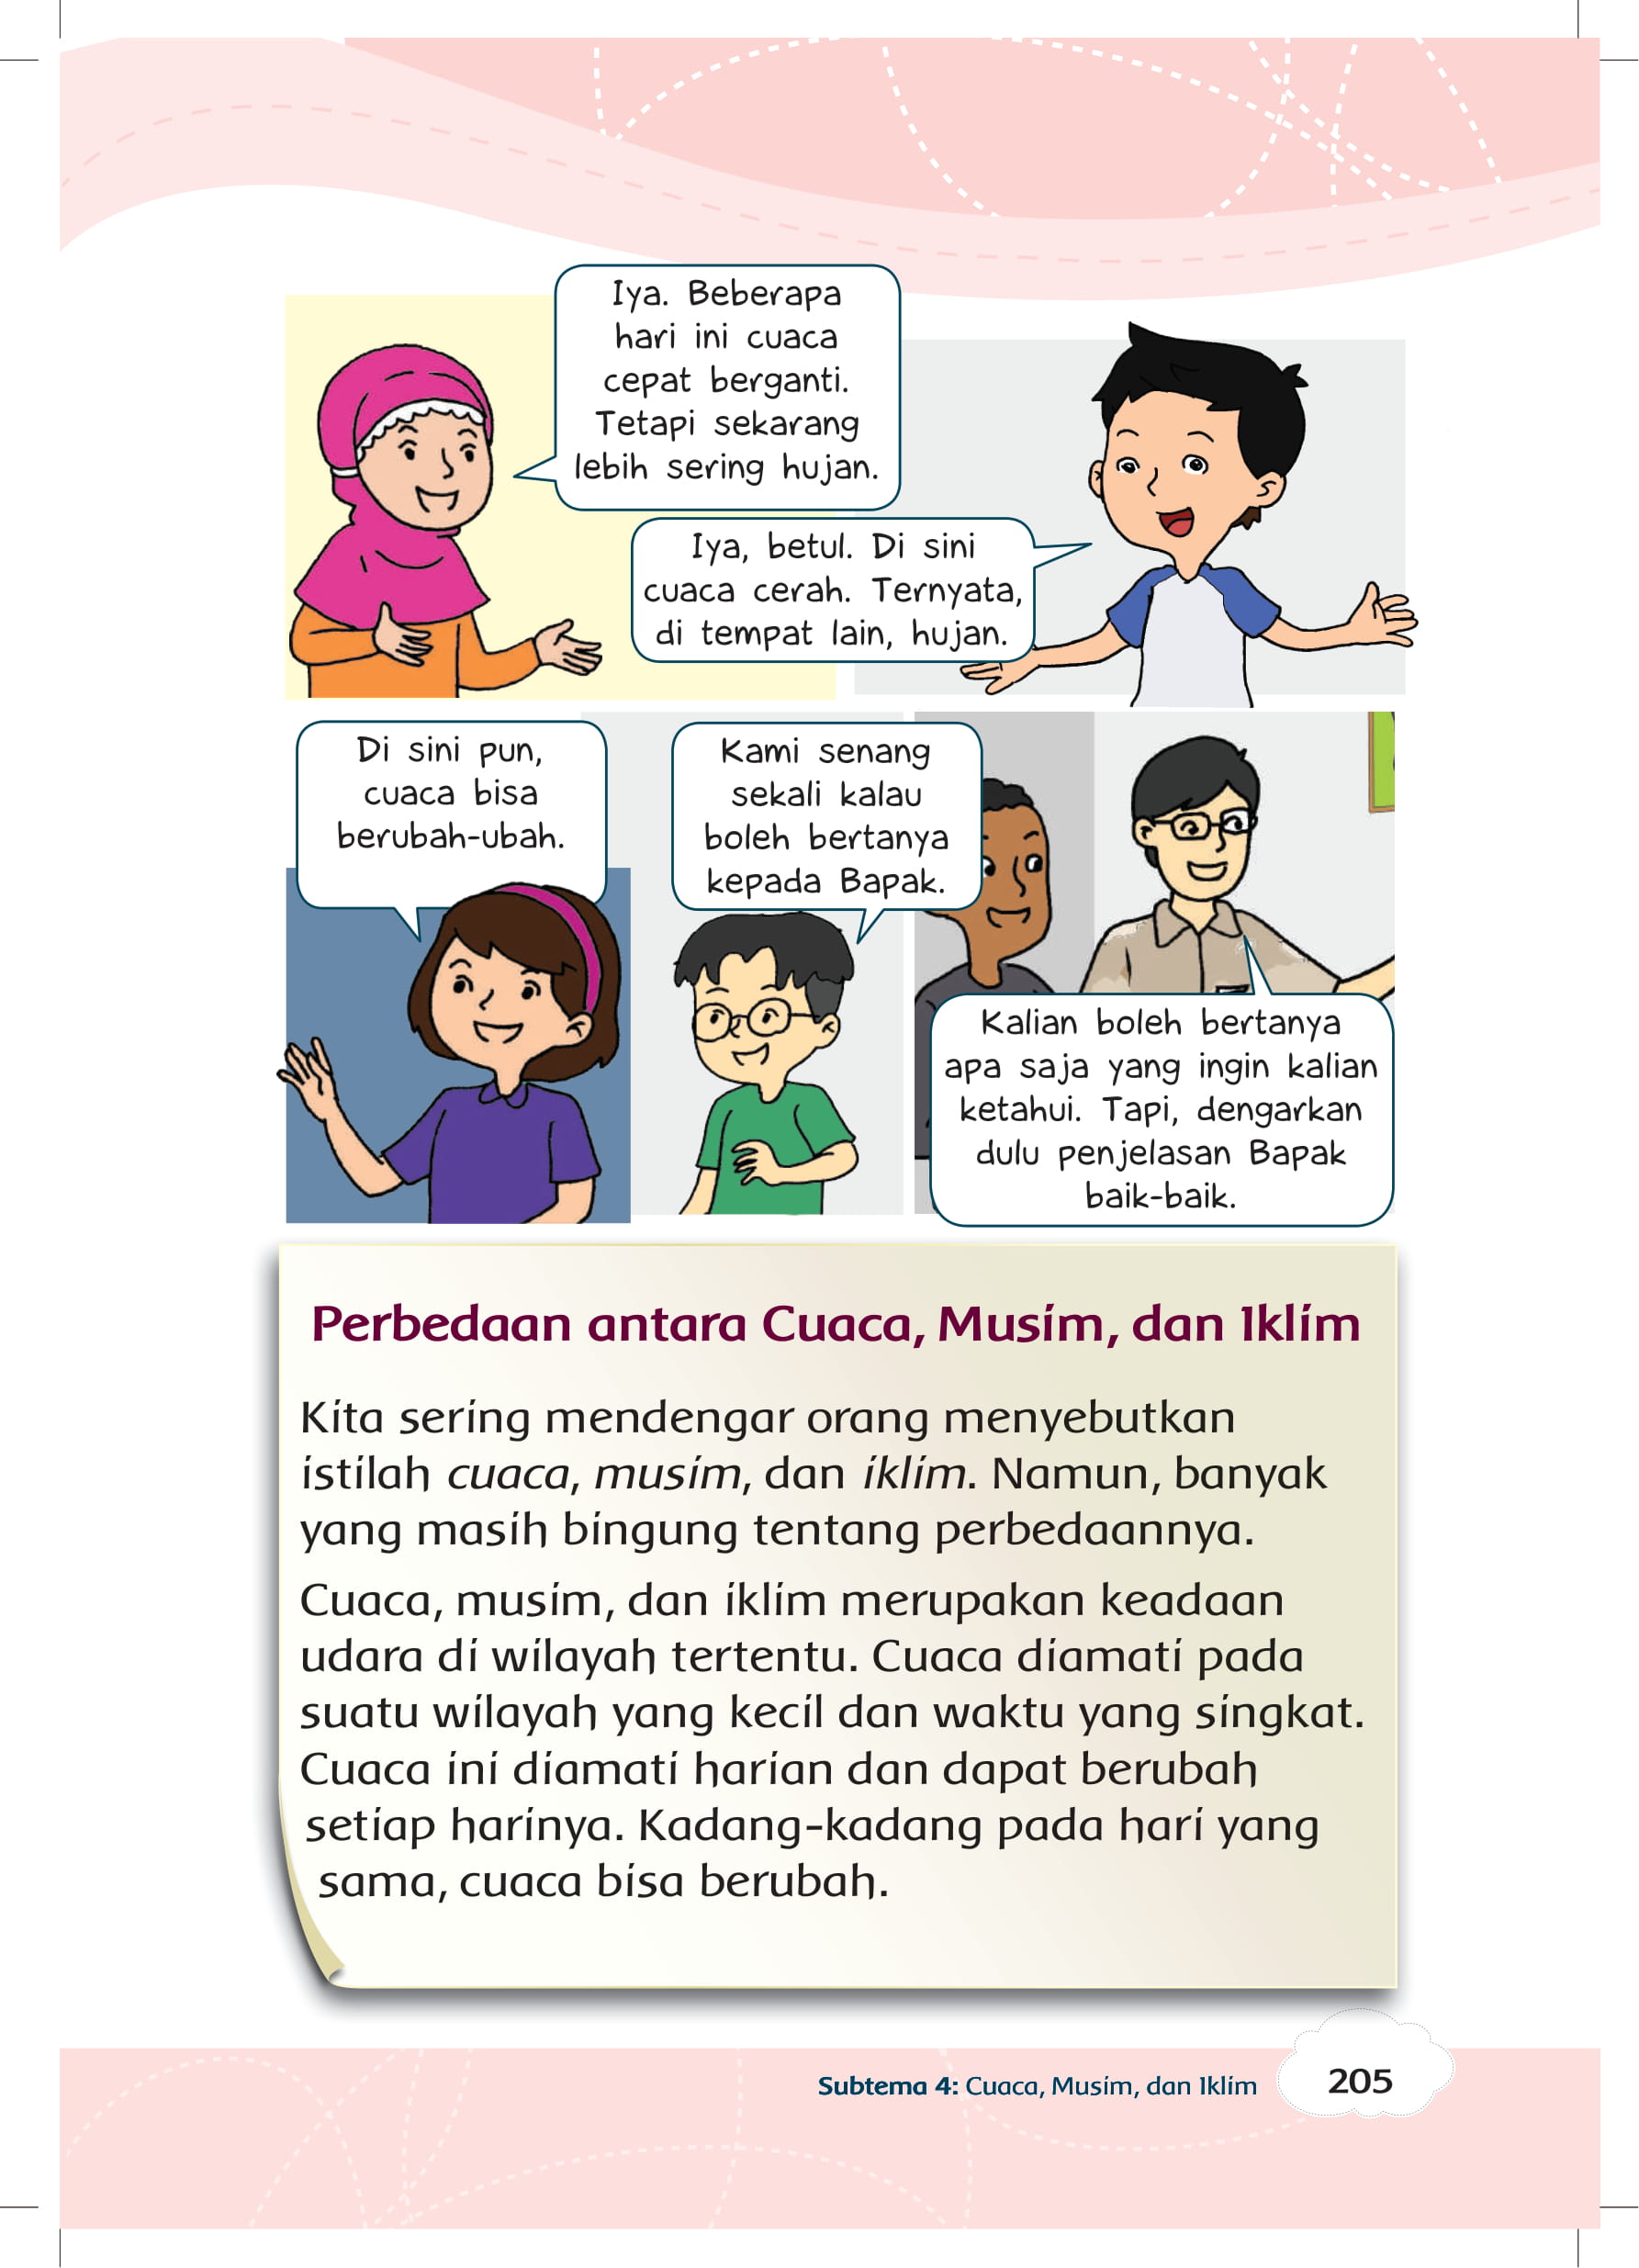 Iya. Beberapa
hari ini cuaca
cepat berganti.
Tetapi sekarang
lebih sering hujan.
Iya, betul. Di sini
cuaca cerah. Ternyata,
di tempat lain, hujan.
Di sini pun,
cuaca bisa
berubah-ubah.
Kami senang
sekali kalau
boleh bertanya
kepada Bapak.
Kalian boleh bertanya
apa saja yang ingin kalian
ketahui. Tapi, dengarkan
dulu penjelasan Bapak
baik-baik.
Perbedaan antara Cuaca, Musim, dan Iklim
Kita sering mendengar orang menyebutkan
istilah cuaca, musim, dan iklim. Namun, banyak
yang masih bingung tentang perbedaannya.
Cuaca, musim, dan iklim merupakan keadaan
udara di wilayah tertentu. Cuaca diamati pada
suatu wilayah yang kecil dan waktu yang singkat.
Cuaca ini diamati harian dan dapat berubah
setiap harinya. Kadang-kadang pada hari yang
sama, cuaca bisa berubah.
Subtema 4: Cuaca, Musim, dan Iklim
205